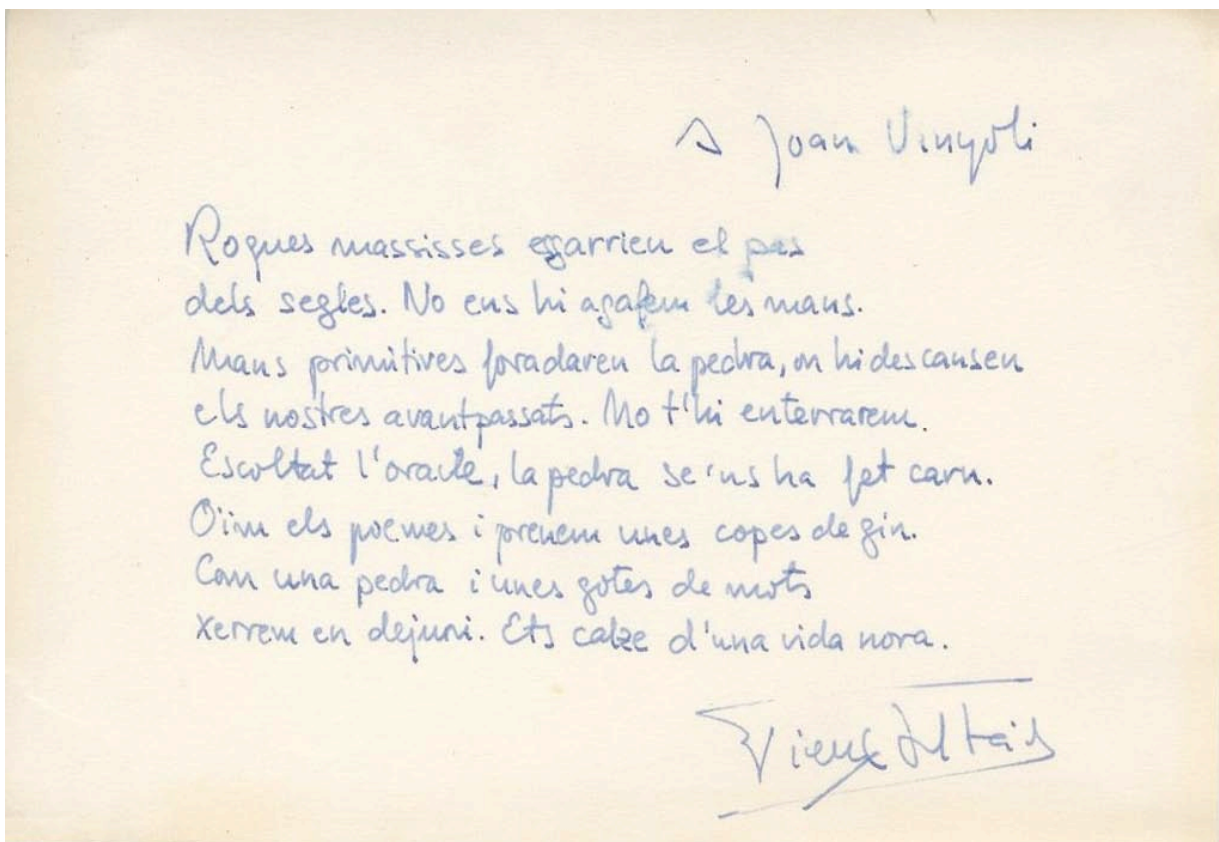 A Joan Vinyoli
Roques massisses esgarrieu el pas
dels segles. No ens hi agafem les mans.
Mans primitives foradaren la pedra, on hi descansen
els nostres avantpassats. No t'hi enterrarem.
Escoltat l'oracle, la pedra se'ns ha fet carn.
Oïm els poemes i prenem unes copes de gin.
Com una pedra i unes gotes de mots
xerrem en dejuni. Ets calze d'una vida nova.
Vicenç Altaió